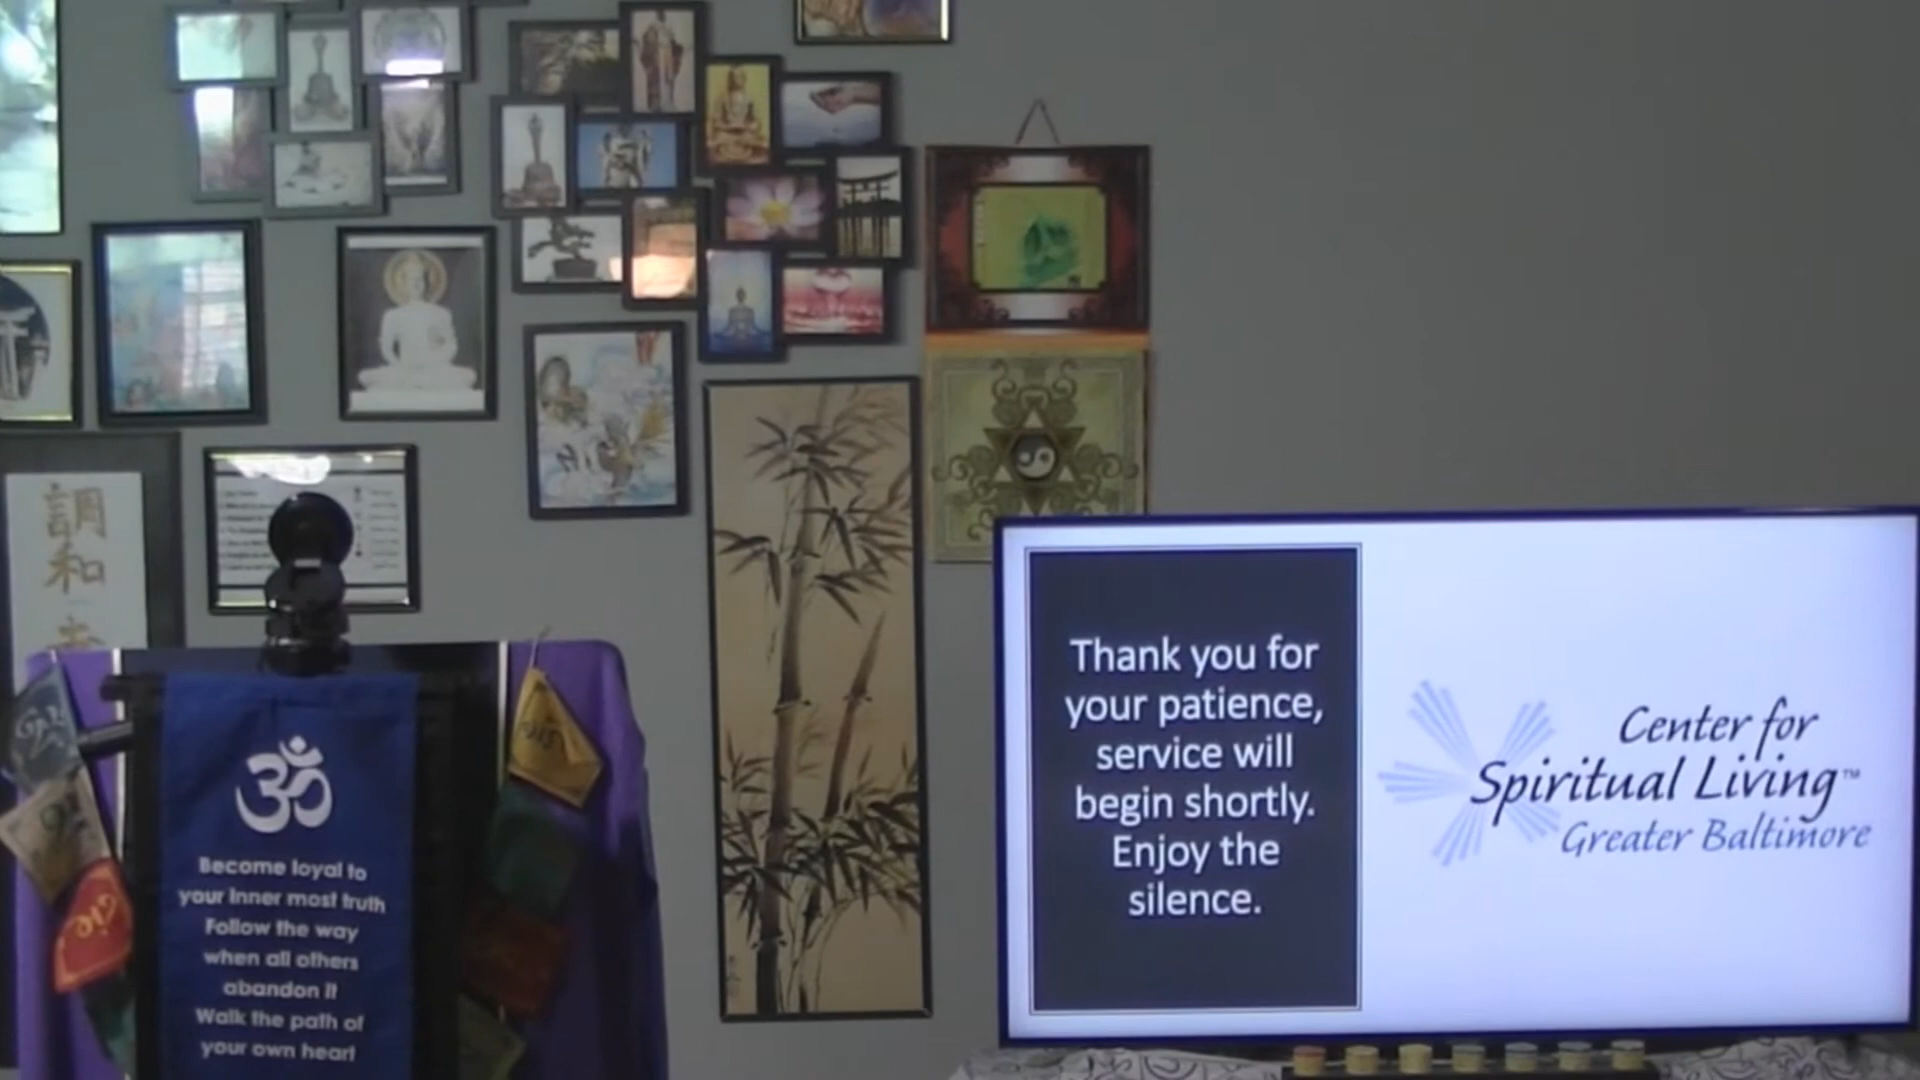 調
和
ॐ
Become loyal to
your inner most truth
Follow the way
when all others
abandon it
Walk the path of
your own heart
Thank you for
your patience,
service will
begin shortly.
Enjoy the
silence.
Center for
Spiritual Living™
Greater Baltimore